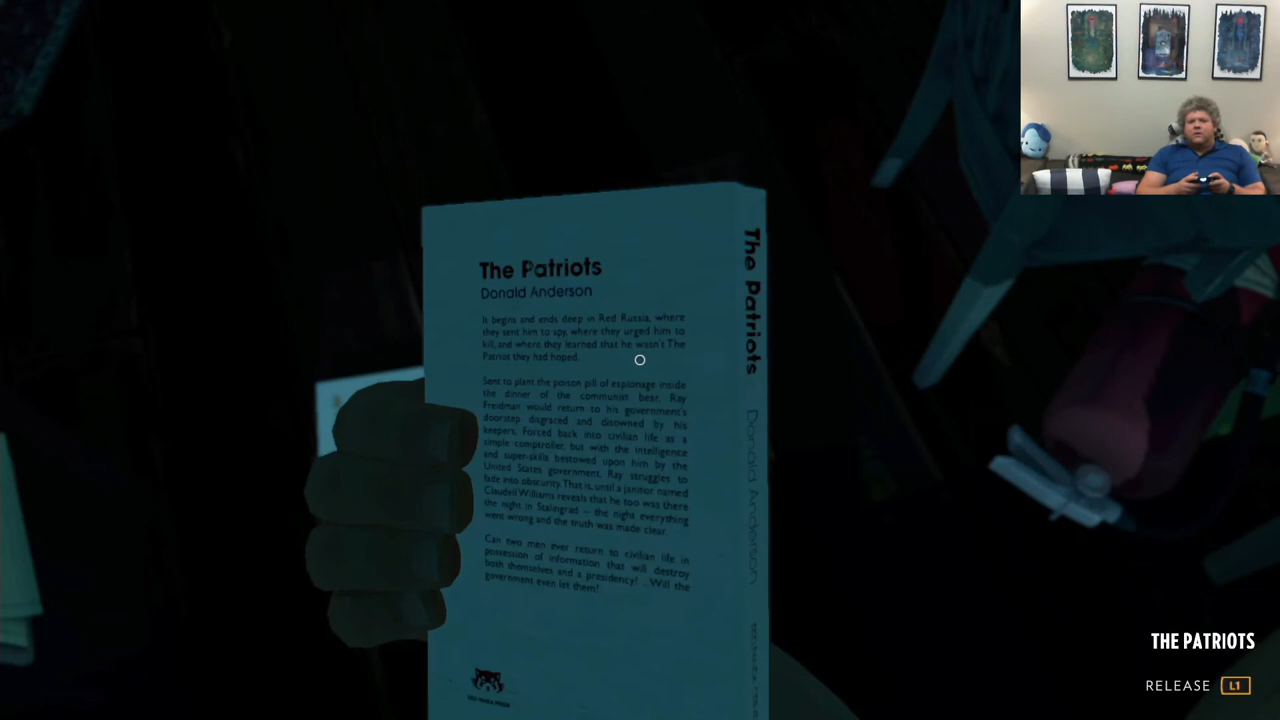 The Patriots
Donald Anderson
It begins and ends deep in Red Russia, where
they sent him to spy, where they urged him to
kill, and where they learned that he wasn't The
Patriot they had hoped.
Sent to plant the poison pill of espionage inside
the dinner of the communist bear, Ray
Freidman would return to his government's
doorstep disgraced and disowned by his
keepers. Forced back into civilian life as a
simple comptroller, but with the intelligence
and super-skills bestowed upon him by the
United States government, Ray struggles to
fade into obscurity. That is, until a janitor named
Claudell Williams reveals that he too was there
the night in Stalingrad — the night everything
went wrong and the truth was made clear.
Can two men ever return to civilian life in
possession of information that will destroy
both themselves and a presidency? ...Will the
government even let them?
RED PANDA PRESS
The Patriots
Donald Anderson
THE PATRIOTS
RELEASE L1